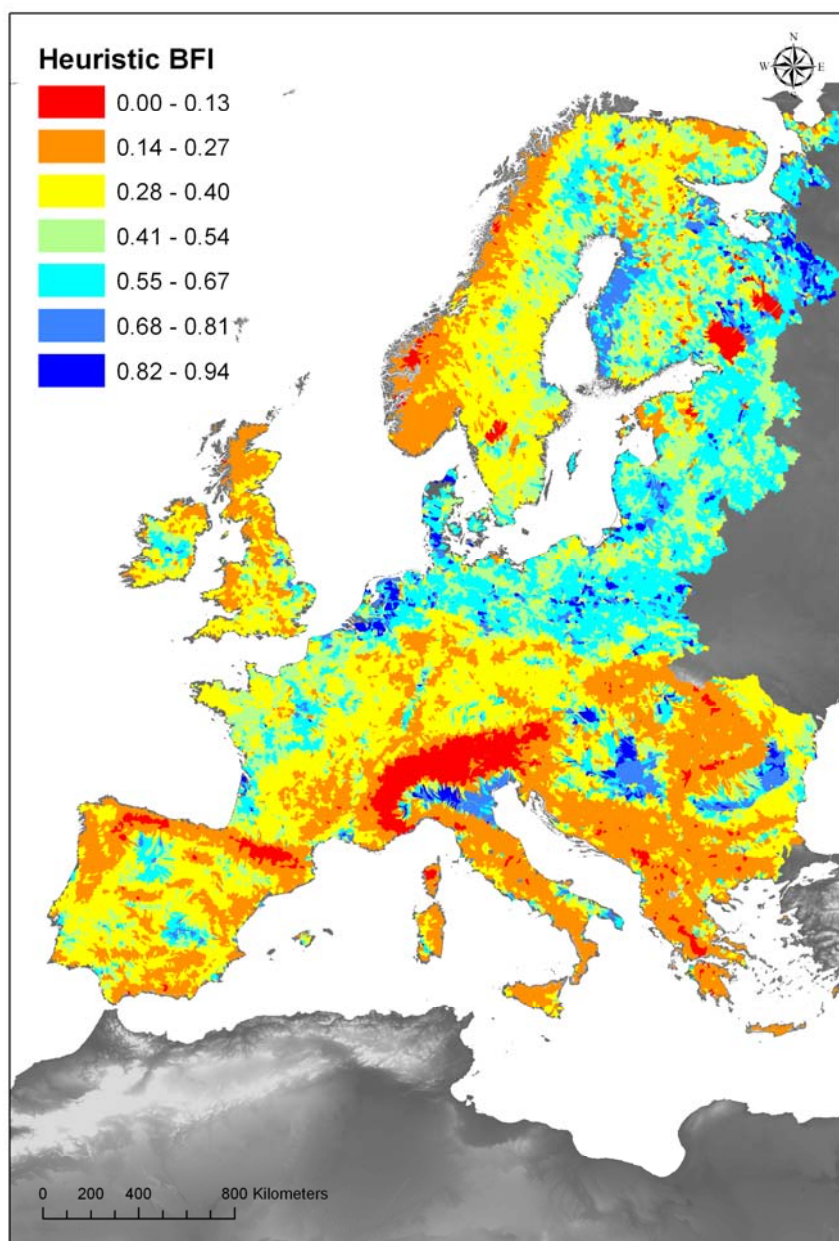 Heuristic BFI
0.00 - 0.13
0.14 - 0.27
0.28 - 0.40
0.41 - 0.54
0.55 - 0.67
0.68 - 0.81
0.82 - 0.94
N
W E
S
0 200 400 800 Kilometers